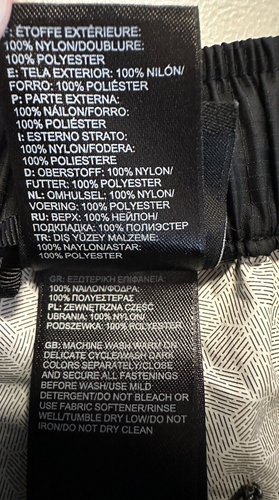 F: ÉTOFFE EXTÉRIEURE:
100% NYLON/DOUBLURE:
100% POLYESTER
E: TELA EXTERIOR: 100% NILÓN/
FORRO: 100% POLIÉSTER
P: PARTE EXTERNA:
100% NÁILON/FORRO:
100% POLIÉSTER
I: ESTERNO STRATO:
100% NYLON/FODERA:
100% POLIESTERE
D: OBERSTOFF: 100% NYLON/
FUTTER: 100% POLYESTER
NL: OMHULSEL: 100% NYLON/
VOERING: 100% POLYESTER
RU: ВЕРХ: 100% НЕЙЛОН/
ПОДКЛАДКА: 100% ПОЛИЭСТЕР
TR: DIŞ YÜZEY MALZEME:
100% NAYLON/ASTAR:
100% POLYESTER
GR: ΕΞΩΤΕΡΙΚΗ ΕΠΙΦΑΝΕΙΑ:
100% ΝΑΪΛΟΝ/ΦΟΔΡΑ:
100% ΠΟΛΥΕΣΤΕΡΑΣ
PL: ZEWNĘTRZNA CZĘŚĆ
UBRANIA: 100% NYLON/
PODSZEWKA: 100% POLYESTER
GB: MACHINE WASH WARM OR
DELICATE CYCLE/WASH DARK
COLORS SEPARATELY/CLOSE
AND SECURE ALL FASTENINGS
BEFORE WASH/USE MILD
DETERGENT/DO NOT BLEACH OR
USE FABRIC SOFTENER/RINSE
WELL/TUMBLE DRY LOW/DO NOT
IRON/DO NOT DRY CLEAN